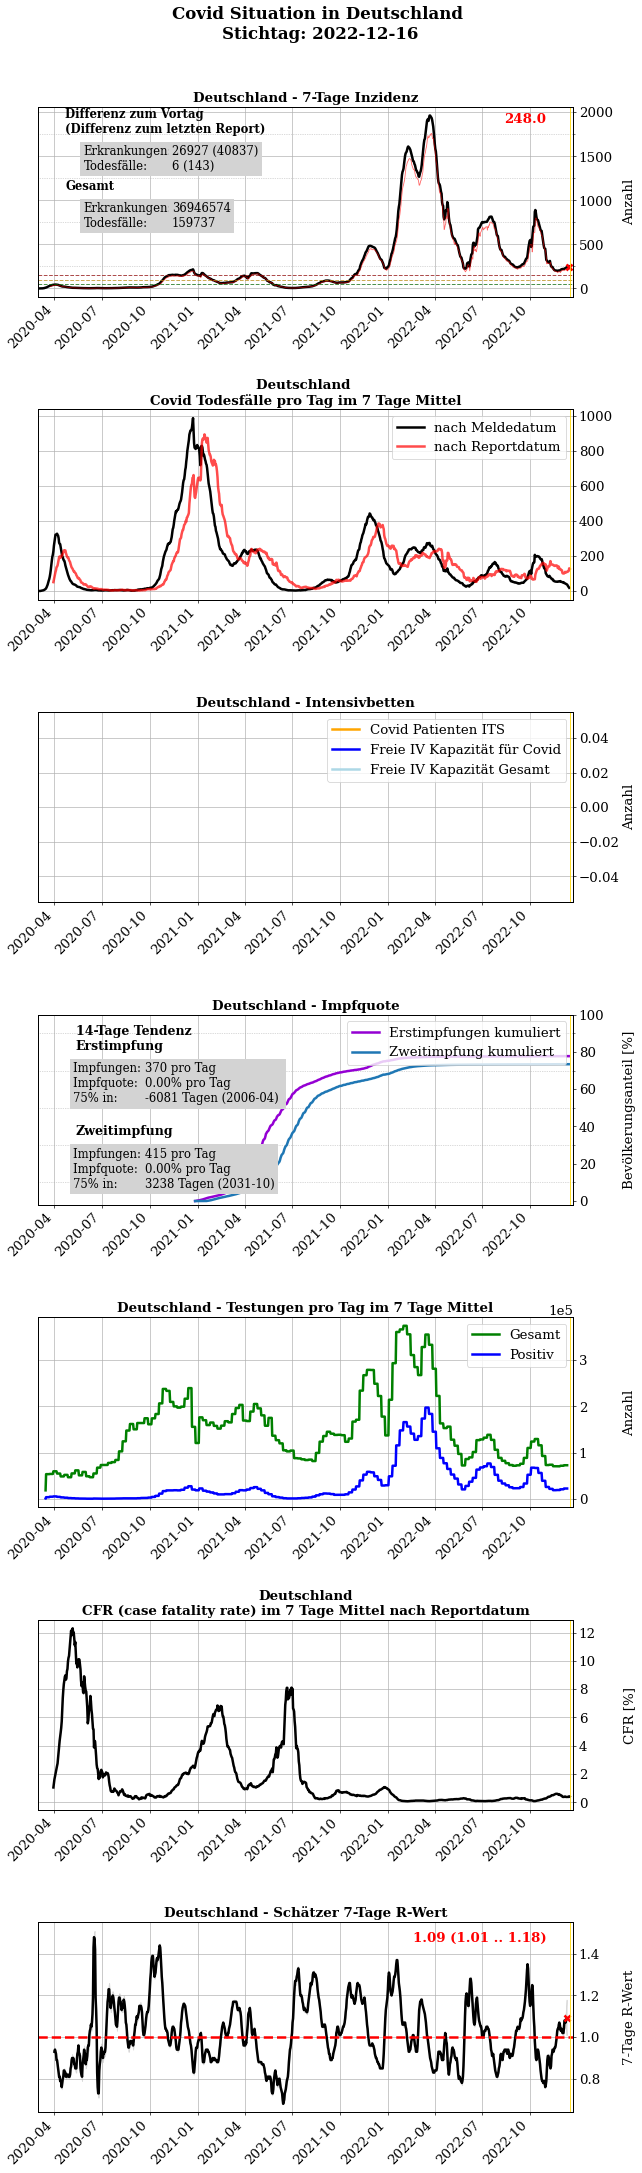 Covid Situation in Deutschland
Stichtag: 2022-12-16
Deutschland - 7-Tage Inzidenz
Differenz zum Vortag
(Differenz zum letzten Report)
Erkrankungen 26927 (40837)
Todesfälle: 6 (143)
Gesamt
Erkrankungen 36946574
Todesfälle: 159737
248.0
2000
1500
1000
500
0
Anzahl
2020-04 2020-07 2020-10 2021-01 2021-04 2021-07 2021-10 2022-01 2022-04 2022-07 2022-10
Deutschland
Covid Todesfälle pro Tag im 7 Tage Mittel
nach Meldedatum
nach Reportdatum
1000
800
600
400
200
0
2020-04 2020-07 2020-10 2021-01 2021-04 2021-07 2021-10 2022-01 2022-04 2022-07 2022-10
Deutschland - Intensivbetten
Covid Patienten ITS
Freie IV Kapazität für Covid
Freie IV Kapazität Gesamt
0.04
0.02
0.00
−0.02
−0.04
Anzahl
2020-04 2020-07 2020-10 2021-01 2021-04 2021-07 2021-10 2022-01 2022-04 2022-07 2022-10
Deutschland - Impfquote
14-Tage Tendenz
Erstimpfung
Impfungen: 370 pro Tag
Impfquote: 0.00% pro Tag
75% in: -6081 Tagen (2006-04)
Zweitimpfung
Impfungen: 415 pro Tag
Impfquote: 0.00% pro Tag
75% in: 3238 Tagen (2031-10)
Erstimpfungen kumuliert
Zweitimpfung kumuliert
100
80
60
40
20
0
Bevölkerungsanteil [%]
2020-04 2020-07 2020-10 2021-01 2021-04 2021-07 2021-10 2022-01 2022-04 2022-07 2022-10
Deutschland - Testungen pro Tag im 7 Tage Mittel
1e5
Gesamt
Positiv
3
2
1
0
Anzahl
2020-04 2020-07 2020-10 2021-01 2021-04 2021-07 2021-10 2022-01 2022-04 2022-07 2022-10
Deutschland
CFR (case fatality rate) im 7 Tage Mittel nach Reportdatum
12
10
8
6
4
2
0
CFR [%]
2020-04 2020-07 2020-10 2021-01 2021-04 2021-07 2021-10 2022-01 2022-04 2022-07 2022-10
Deutschland - Schätzer 7-Tage R-Wert
1.09 (1.01 .. 1.18)
1.4
1.2
1.0
0.8
7-Tage R-Wert
2020-04 2020-07 2020-10 2021-01 2021-04 2021-07 2021-10 2022-01 2022-04 2022-07 2022-10